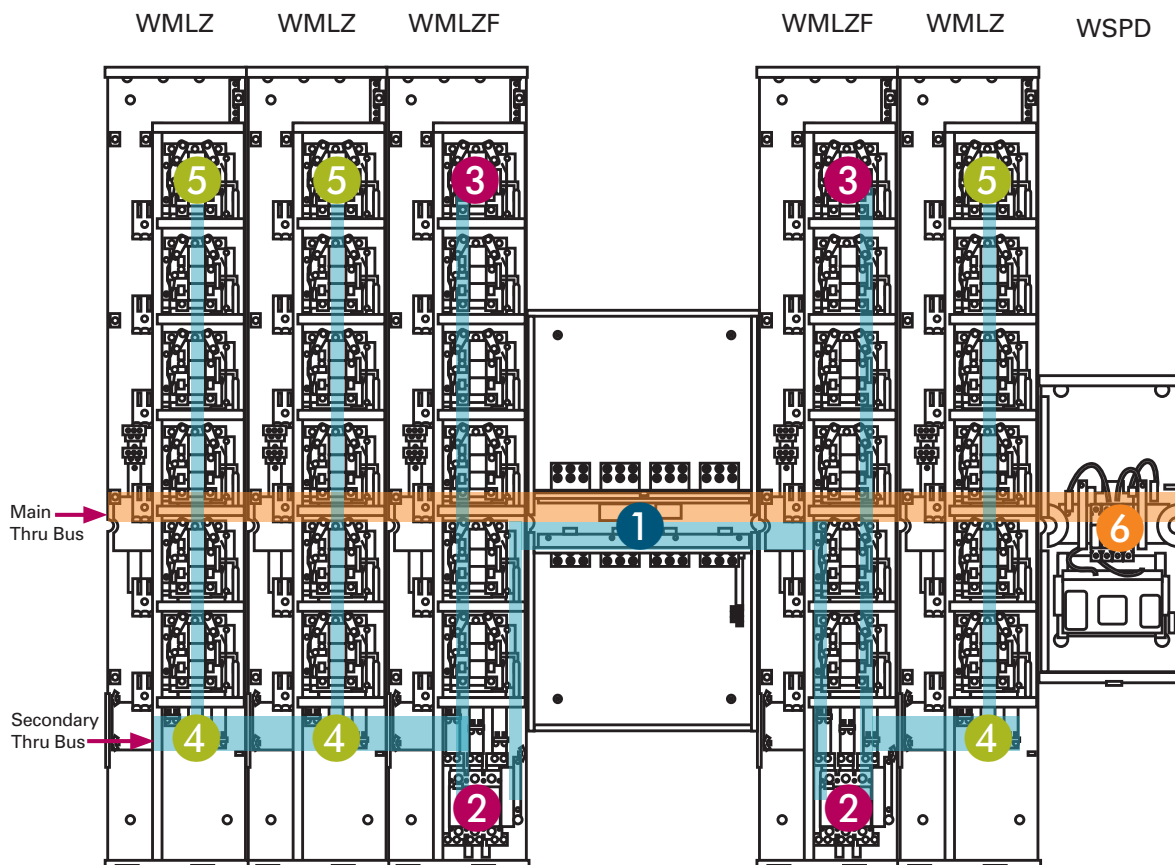 WMLZ WMLZ WMLZF WMLZF WMLZ WSPD
5 5 3 3 5
Main
Thru Bus
1 6
Secondary
Thru Bus
4 4 4
2 2